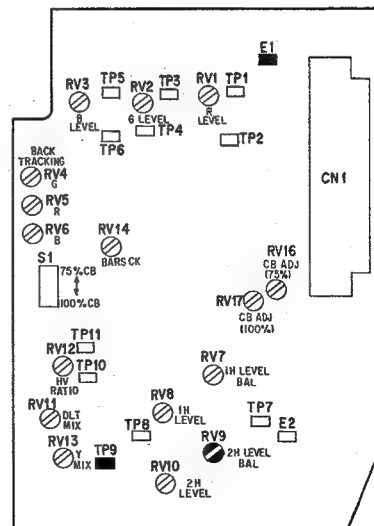 E1
TP5
TP3
TP1
RV3
RV2
RV1
B
LEVEL
G LEVEL
R
LEVEL
TP4
TP6
TP2
BACK
TRACKING
RV4
G
RV5
R
RV6
B
CN1
RV14
BARS CK
S1
75%CB
100%CB
RV16
CB ADJ
(75%)
RV17
CB ADJ
(100%)
TP11
RV12
TP10
HV
RATIO
RV7
1H LEVEL
BAL
RV11
DLT
MIX
RV8
1H
LEVEL
TP7
E2
TP8
RV13
Y
MIX
TP9
RV9
2H LEVEL
BAL
RV10
2H
LEVEL